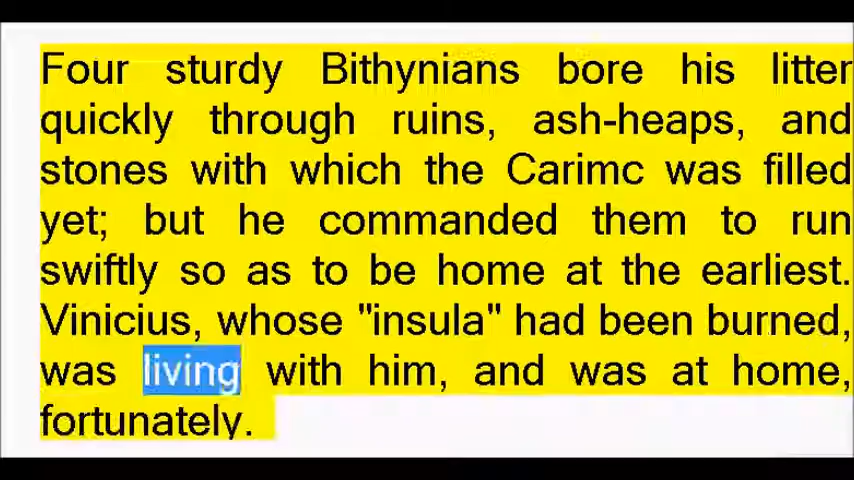 Four sturdy Bithynians bore his litter
quickly through ruins, ash-heaps, and
stones with which the Carimc was filled
yet; but he commanded them to run
swiftly so as to be home at the earliest.
Vinicius, whose "insula" had been burned,
was living with him, and was at home,
fortunately.